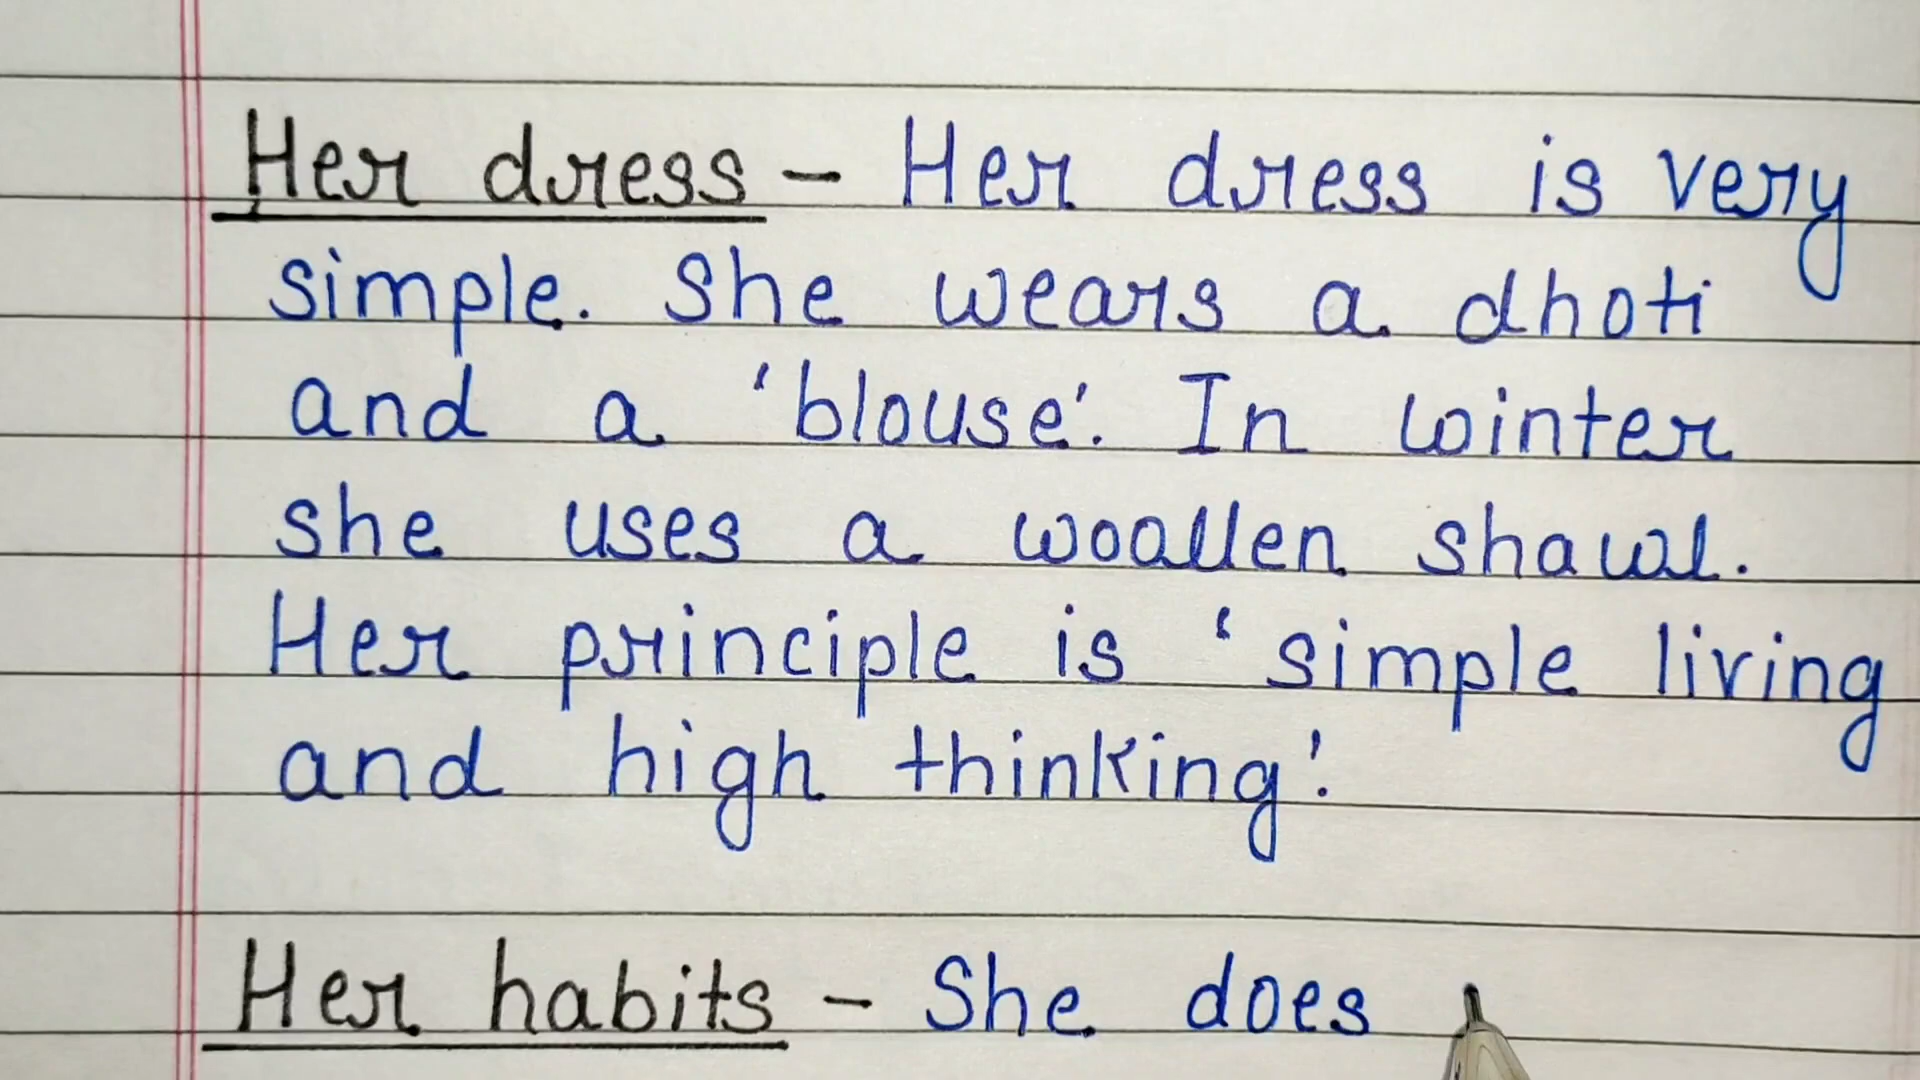 Her dress - Her dress is very
simple. She wears a dhoti
and a 'blouse'. In winter
she uses a woallen shawl.
Her principle is 'simple living
and high thinking'.
Her habits - She does